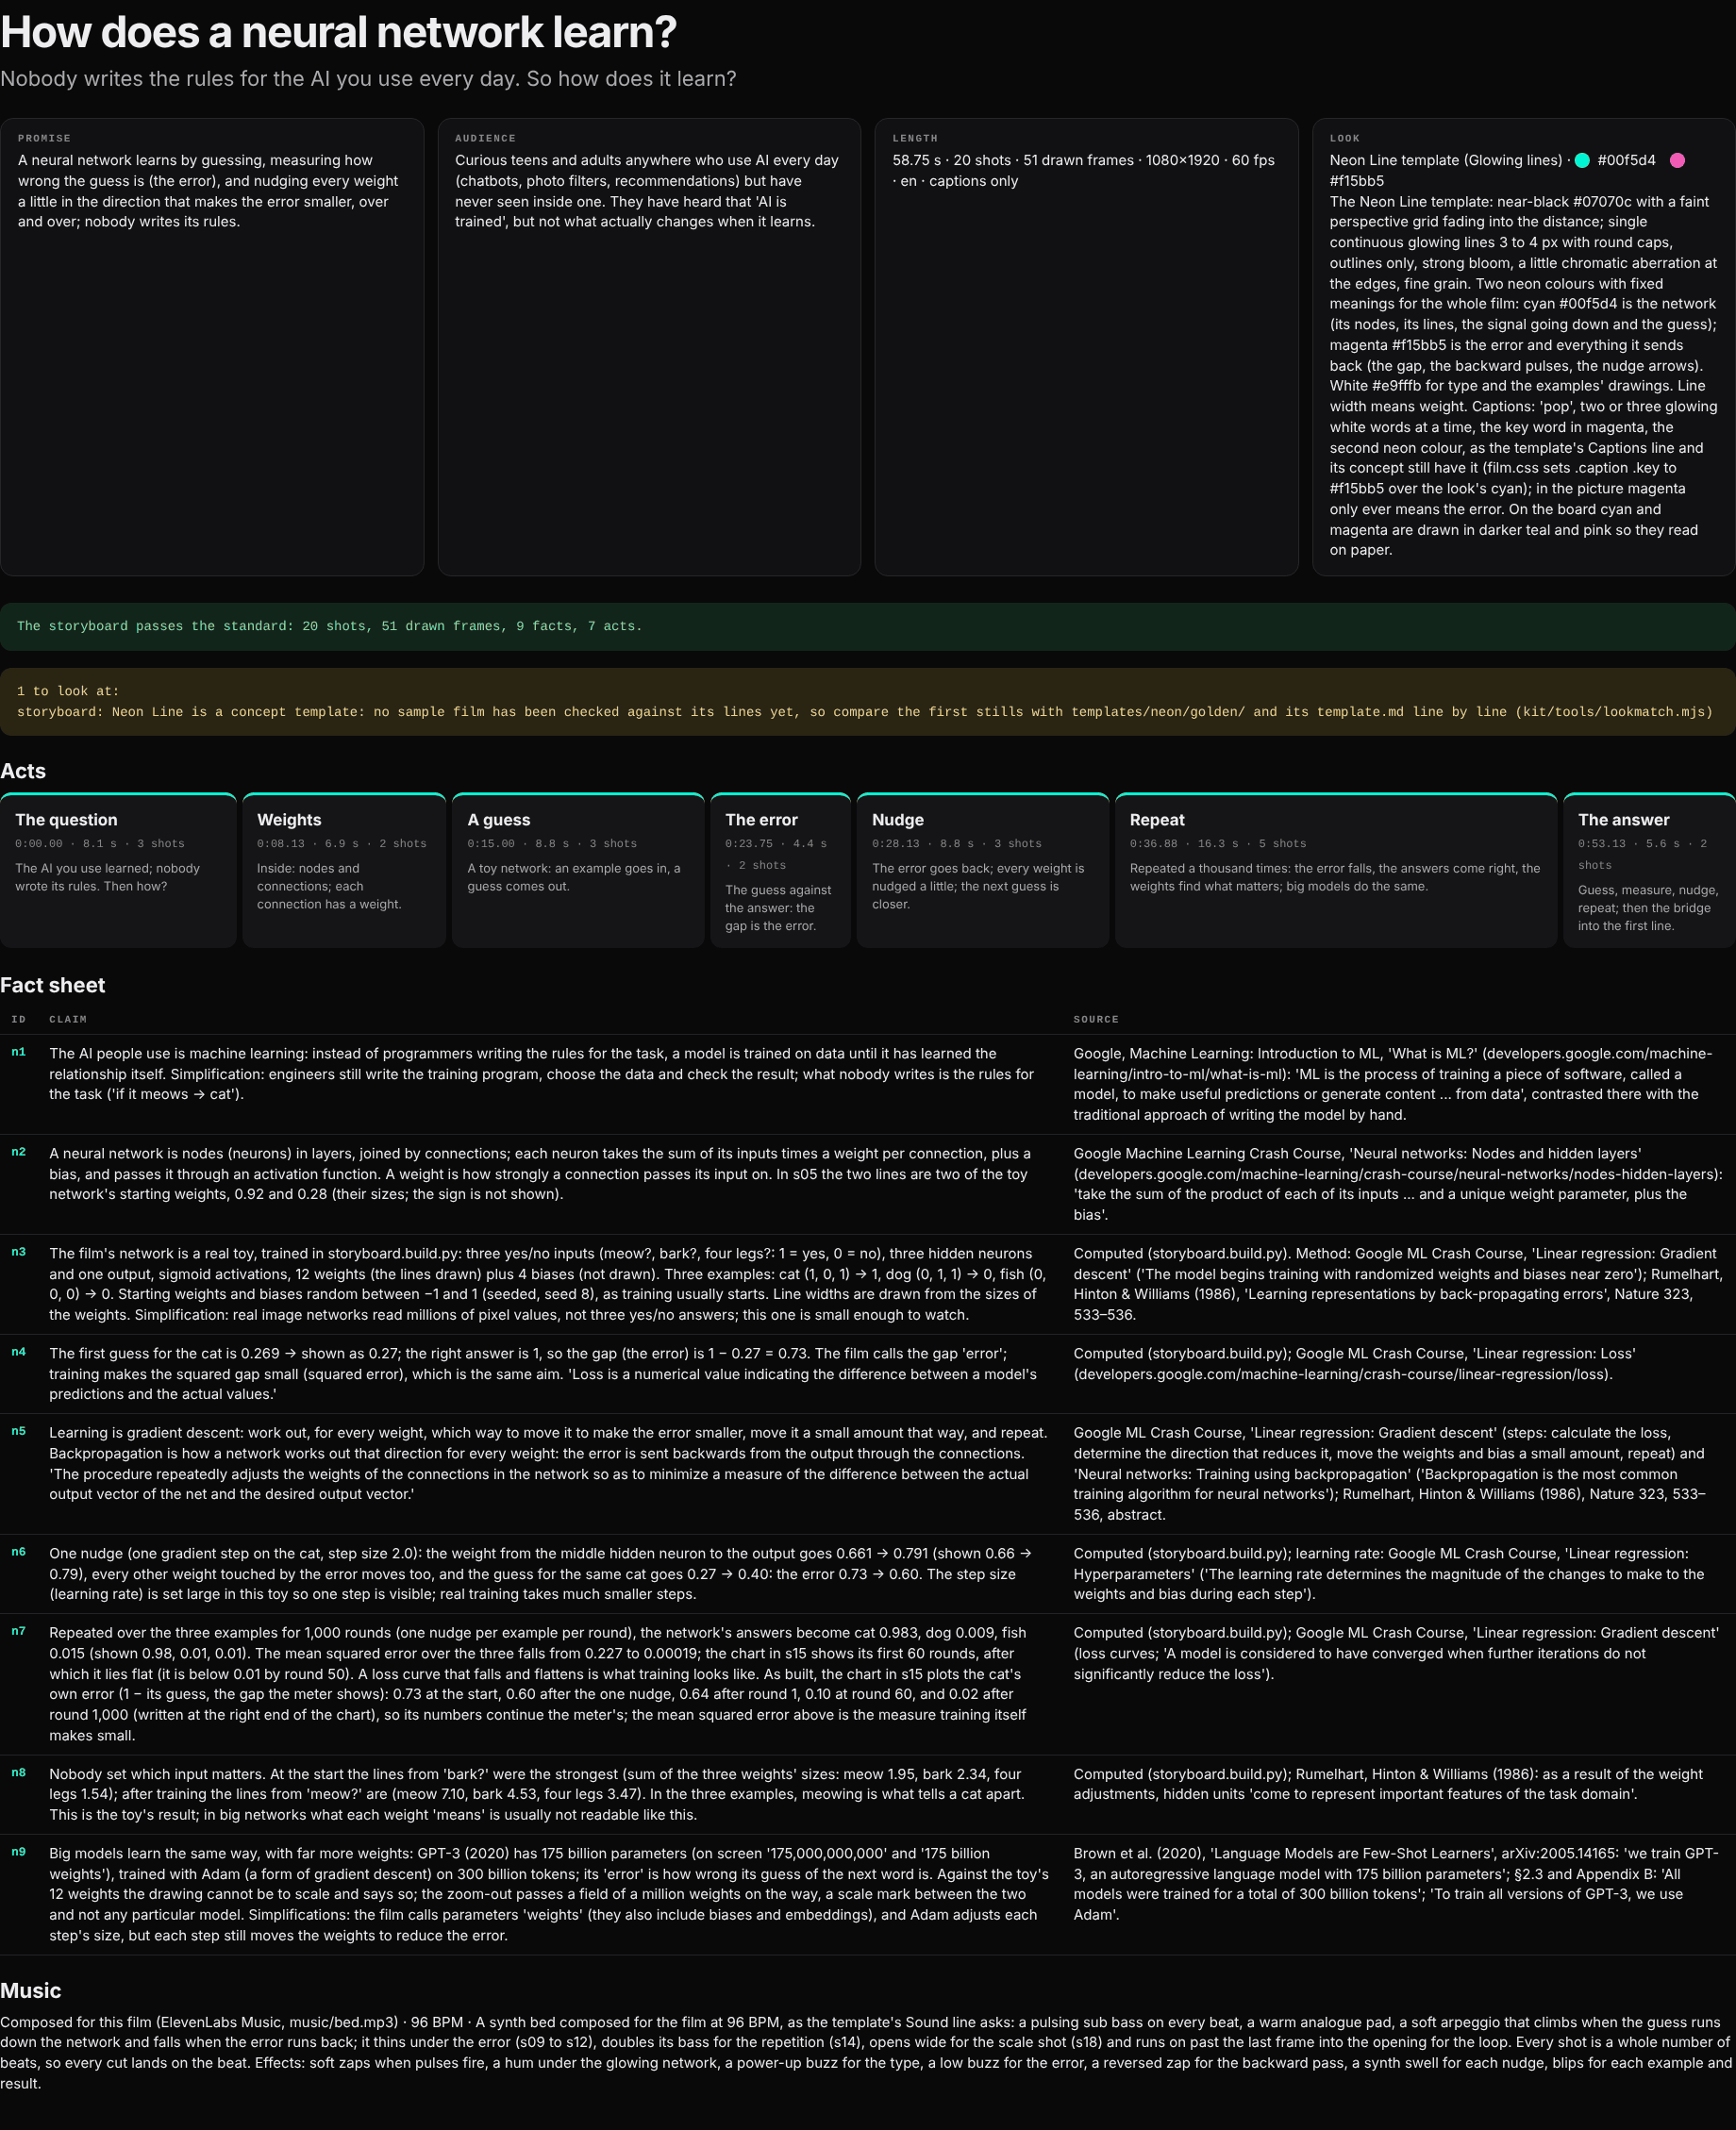 How does a neural network learn?
Nobody writes the rules for the AI you use every day. So how does it learn?
PROMISE
A neural network learns by guessing, measuring how
wrong the guess is (the error), and nudging every weight
a little in the direction that makes the error smaller, over
and over; nobody writes its rules.
AUDIENCE
Curious teens and adults anywhere who use AI every day
(chatbots, photo filters, recommendations) but have
never seen inside one. They have heard that 'AI is
trained', but not what actually changes when it learns.
LENGTH
58.75 s · 20 shots · 51 drawn frames · 1080×1920 · 60 fps
· en · captions only
LOOK
Neon Line template (Glowing lines) · #00f5d4
#f15bb5
The Neon Line template: near-black #07070c with a faint
perspective grid fading into the distance; single
continuous glowing lines 3 to 4 px with round caps,
outlines only, strong bloom, a little chromatic aberration at
the edges, fine grain. Two neon colours with fixed
meanings for the whole film: cyan #00f5d4 is the network
(its nodes, its lines, the signal going down and the guess);
magenta #f15bb5 is the error and everything it sends
back (the gap, the backward pulses, the nudge arrows).
White #e9fffb for type and the examples' drawings. Line
width means weight. Captions: 'pop', two or three glowing
white words at a time, the key word in magenta, the
second neon colour, as the template's Captions line and
its concept still have it (film.css sets .caption .key to
#f15bb5 over the look's cyan); in the picture magenta
only ever means the error. On the board cyan and
magenta are drawn in darker teal and pink so they read
on paper.
The storyboard passes the standard: 20 shots, 51 drawn frames, 9 facts, 7 acts.
1 to look at:
storyboard: Neon Line is a concept template: no sample film has been checked against its lines yet, so compare the first stills with templates/neon/golden/ and its template.md line by line (kit/tools/lookmatch.mjs)
Acts
The question
0:00.00 · 8.1 s · 3 shots
The AI you use learned; nobody
wrote its rules. Then how?
Weights
0:08.13 · 6.9 s · 2 shots
Inside: nodes and
connections; each
connection has a weight.
A guess
0:15.00 · 8.8 s · 3 shots
A toy network: an example goes in, a
guess comes out.
The error
0:23.75 · 4.4 s
· 2 shots
The guess against
the answer: the
gap is the error.
Nudge
0:28.13 · 8.8 s · 3 shots
The error goes back; every weight is
nudged a little; the next guess is
closer.
Repeat
0:36.88 · 16.3 s · 5 shots
Repeated a thousand times: the error falls, the answers come right, the
weights find what matters; big models do the same.
The answer
0:53.13 · 5.6 s · 2
shots
Guess, measure, nudge,
repeat; then the bridge
into the first line.
Fact sheet
ID CLAIM SOURCE
n1
The AI people use is machine learning: instead of programmers writing the rules for the task, a model is trained on data until it has learned the
relationship itself. Simplification: engineers still write the training program, choose the data and check the result; what nobody writes is the rules for
the task ('if it meows → cat').
Google, Machine Learning: Introduction to ML, 'What is ML?' (developers.google.com/machine-
learning/intro-to-ml/what-is-ml): 'ML is the process of training a piece of software, called a
model, to make useful predictions or generate content ... from data', contrasted there with the
traditional approach of writing the model by hand.
n2
A neural network is nodes (neurons) in layers, joined by connections; each neuron takes the sum of its inputs times a weight per connection, plus a
bias, and passes it through an activation function. A weight is how strongly a connection passes its input on. In s05 the two lines are two of the toy
network's starting weights, 0.92 and 0.28 (their sizes; the sign is not shown).
Google Machine Learning Crash Course, 'Neural networks: Nodes and hidden layers'
(developers.google.com/machine-learning/crash-course/neural-networks/nodes-hidden-layers):
'take the sum of the product of each of its inputs ... and a unique weight parameter, plus the
bias'.
n3
The film's network is a real toy, trained in storyboard.build.py: three yes/no inputs (meow?, bark?, four legs?: 1 = yes, 0 = no), three hidden neurons
and one output, sigmoid activations, 12 weights (the lines drawn) plus 4 biases (not drawn). Three examples: cat (1, 0, 1) → 1, dog (0, 1, 1) → 0, fish (0,
0, 0) → 0. Starting weights and biases random between −1 and 1 (seeded, seed 8), as training usually starts. Line widths are drawn from the sizes of
the weights. Simplification: real image networks read millions of pixel values, not three yes/no answers; this one is small enough to watch.
Computed (storyboard.build.py). Method: Google ML Crash Course, 'Linear regression: Gradient
descent' ('The model begins training with randomized weights and biases near zero'); Rumelhart,
Hinton & Williams (1986), 'Learning representations by back-propagating errors', Nature 323,
533–536.
n4
The first guess for the cat is 0.269 → shown as 0.27; the right answer is 1, so the gap (the error) is 1 − 0.27 = 0.73. The film calls the gap 'error';
training makes the squared gap small (squared error), which is the same aim. 'Loss is a numerical value indicating the difference between a model's
predictions and the actual values.'
Computed (storyboard.build.py); Google ML Crash Course, 'Linear regression: Loss'
(developers.google.com/machine-learning/crash-course/linear-regression/loss).
n5
Learning is gradient descent: work out, for every weight, which way to move it to make the error smaller, move it a small amount that way, and repeat.
Backpropagation is how a network works out that direction for every weight: the error is sent backwards from the output through the connections.
'The procedure repeatedly adjusts the weights of the connections in the network so as to minimize a measure of the difference between the actual
output vector of the net and the desired output vector.'
Google ML Crash Course, 'Linear regression: Gradient descent' (steps: calculate the loss,
determine the direction that reduces it, move the weights and bias a small amount, repeat) and
'Neural networks: Training using backpropagation' ('Backpropagation is the most common
training algorithm for neural networks'); Rumelhart, Hinton & Williams (1986), Nature 323, 533–
536, abstract.
n6
One nudge (one gradient step on the cat, step size 2.0): the weight from the middle hidden neuron to the output goes 0.661 → 0.791 (shown 0.66 →
0.79), every other weight touched by the error moves too, and the guess for the same cat goes 0.27 → 0.40: the error 0.73 → 0.60. The step size
(learning rate) is set large in this toy so one step is visible; real training takes much smaller steps.
Computed (storyboard.build.py); learning rate: Google ML Crash Course, 'Linear regression:
Hyperparameters' ('The learning rate determines the magnitude of the changes to make to the
weights and bias during each step').
n7
Repeated over the three examples for 1,000 rounds (one nudge per example per round), the network's answers become cat 0.983, dog 0.009, fish
0.015 (shown 0.98, 0.01, 0.01). The mean squared error over the three falls from 0.227 to 0.00019; the chart in s15 shows its first 60 rounds, after
which it lies flat (it is below 0.01 by round 50). A loss curve that falls and flattens is what training looks like. As built, the chart in s15 plots the cat's
own error (1 − its guess, the gap the meter shows): 0.73 at the start, 0.60 after the one nudge, 0.64 after round 1, 0.10 at round 60, and 0.02 after
round 1,000 (written at the right end of the chart), so its numbers continue the meter's; the mean squared error above is the measure training itself
makes small.
Computed (storyboard.build.py); Google ML Crash Course, 'Linear regression: Gradient descent'
(loss curves; 'A model is considered to have converged when further iterations do not
significantly reduce the loss').
n8
Nobody set which input matters. At the start the lines from 'bark?' were the strongest (sum of the three weights' sizes: meow 1.95, bark 2.34, four
legs 1.54); after training the lines from 'meow?' are (meow 7.10, bark 4.53, four legs 3.47). In the three examples, meowing is what tells a cat apart.
This is the toy's result; in big networks what each weight 'means' is usually not readable like this.
Computed (storyboard.build.py); Rumelhart, Hinton & Williams (1986): as a result of the weight
adjustments, hidden units 'come to represent important features of the task domain'.
n9
Big models learn the same way, with far more weights: GPT-3 (2020) has 175 billion parameters (on screen '175,000,000,000' and '175 billion
weights'), trained with Adam (a form of gradient descent) on 300 billion tokens; its 'error' is how wrong its guess of the next word is. Against the toy's
12 weights the drawing cannot be to scale and says so; the zoom-out passes a field of a million weights on the way, a scale mark between the two
and not any particular model. Simplifications: the film calls parameters 'weights' (they also include biases and embeddings), and Adam adjusts each
step's size, but each step still moves the weights to reduce the error.
Brown et al. (2020), 'Language Models are Few-Shot Learners', arXiv:2005.14165: 'we train GPT-
3, an autoregressive language model with 175 billion parameters'; §2.3 and Appendix B: 'All
models were trained for a total of 300 billion tokens'; 'To train all versions of GPT-3, we use
Adam'.
Music
Composed for this film (ElevenLabs Music, music/bed.mp3) · 96 BPM · A synth bed composed for the film at 96 BPM, as the template's Sound line asks: a pulsing sub bass on every beat, a warm analogue pad, a soft arpeggio that climbs when the guess runs
down the network and falls when the error runs back; it thins under the error (s09 to s12), doubles its bass for the repetition (s14), opens wide for the scale shot (s18) and runs on past the last frame into the opening for the loop. Every shot is a whole number of
beats, so every cut lands on the beat. Effects: soft zaps when pulses fire, a hum under the glowing network, a power-up buzz for the type, a low buzz for the error, a reversed zap for the backward pass, a synth swell for each nudge, blips for each example and
result.